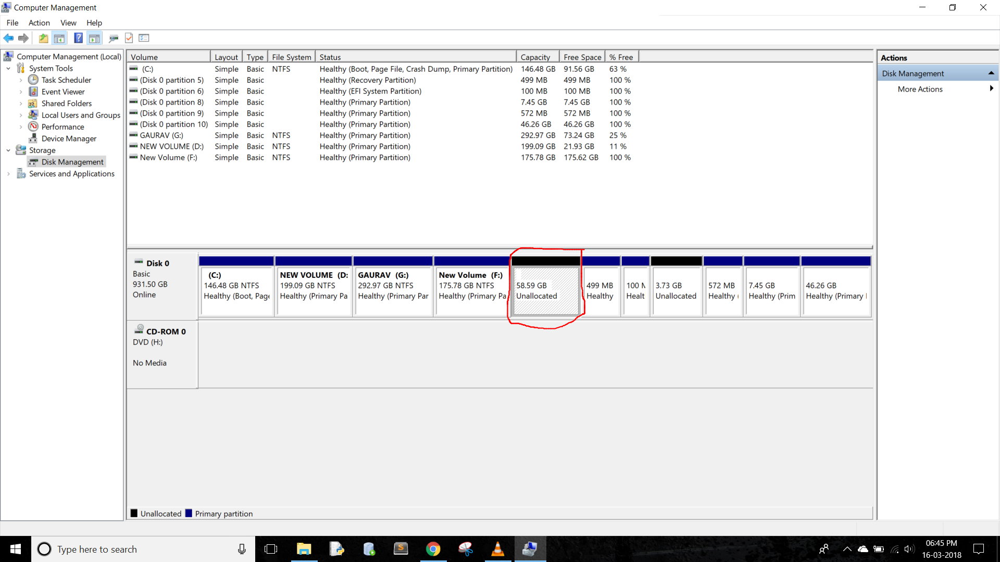 Computer Management
File Action View Help
Computer Management (Local)
System Tools
Task Scheduler
Event Viewer
Shared Folders
Local Users and Groups
Performance
Device Manager
Storage
Disk Management
Services and Applications
Volume Layout Type File System Status Capacity Free Space % Free
(C:) Simple Basic NTFS Healthy (Boot, Page File, Crash Dump, Primary Partition) 146.48 GB 91.56 GB 63 %
(Disk 0 partition 5) Simple Basic Healthy (Recovery Partition) 499 MB 499 MB 100 %
(Disk 0 partition 6) Simple Basic Healthy (EFI System Partition) 100 MB 100 MB 100 %
(Disk 0 partition 8) Simple Basic Healthy (Primary Partition) 7.45 GB 7.45 GB 100 %
(Disk 0 partition 9) Simple Basic Healthy (Primary Partition) 572 MB 572 MB 100 %
(Disk 0 partition 10) Simple Basic Healthy (Primary Partition) 46.26 GB 46.26 GB 100 %
GAURAV (G:) Simple Basic NTFS Healthy (Primary Partition) 292.97 GB 73.24 GB 25 %
NEW VOLUME (D:) Simple Basic NTFS Healthy (Primary Partition) 199.09 GB 21.93 GB 11 %
New Volume (F:) Simple Basic NTFS Healthy (Primary Partition) 175.78 GB 175.62 GB 100 %
Actions
Disk Management
More Actions
Disk 0
Basic
931.50 GB
Online
(C:)
146.48 GB NTFS
Healthy (Boot, Page
NEW VOLUME (D:
199.09 GB NTFS
Healthy (Primary Pa
GAURAV (G:)
292.97 GB NTFS
Healthy (Primary Par
New Volume (F:)
175.78 GB NTFS
Healthy (Primary Pa
58.59 GB
Unallocated
499 MB
Healthy
100 M
Healt
3.73 GB
Unallocated
572 MB
Healthy (
7.45 GB
Healthy (Prim
46.26 GB
Healthy (Primary
CD-ROM 0
DVD (H:)
No Media
Unallocated Primary partition
Type here to search
06:45 PM
16-03-2018